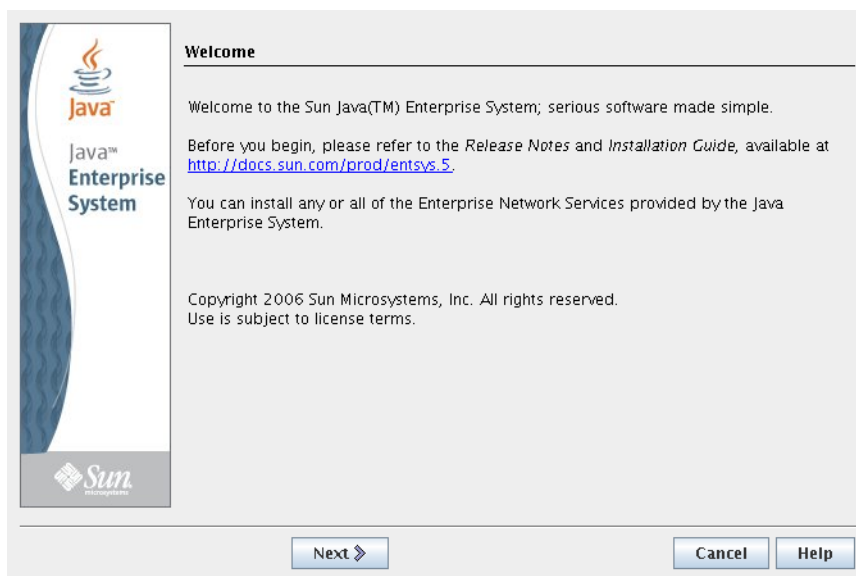 Java
Java™
Enterprise
System
Sun
microsystems
Welcome
Welcome to the Sun Java(TM) Enterprise System; serious software made simple.
Before you begin, please refer to the Release Notes and Installation Guide, available at
http://docs.sun.com/prod/entsys.5.
You can install any or all of the Enterprise Network Services provided by the Java
Enterprise System.
Copyright 2006 Sun Microsystems, Inc. All rights reserved.
Use is subject to license terms.
Next
Cancel
Help